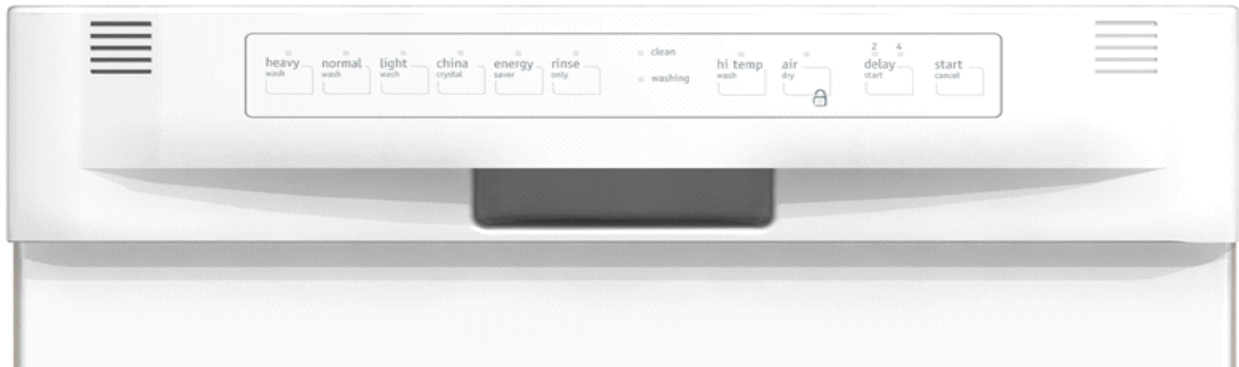 heavy
wash
normal
wash
light
wash
china
crystal
energy
saver
rinse
only
clean
washing
hi temp
wash
air
dry
2 4
delay
start
start
cancel